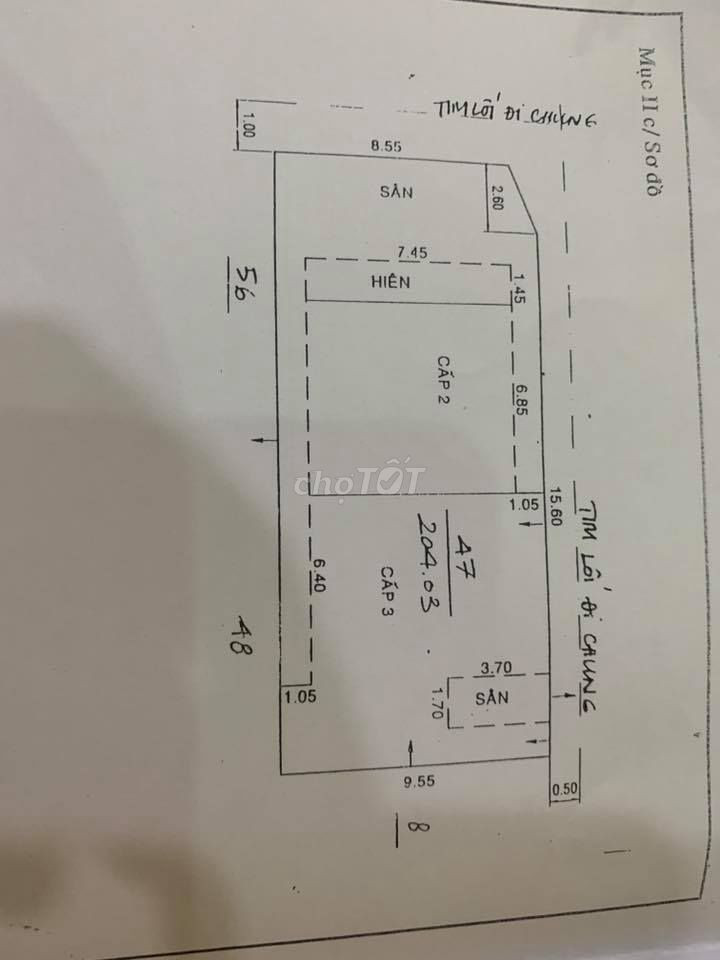 Mục II c/ Sơ đồ
TIM LỐI ĐI CHUNG
1.00
8.55
SÂN
2.60
7.45
1.45
HIÊN
56
CẤP 2
6.85
chợTỐT
1.05
15.60
TIM LỐI ĐI CHUNG
47
204.03
CẤP 3
6.40
48
3.70
SÂN
1.70
1.05
9.55
0.50
8